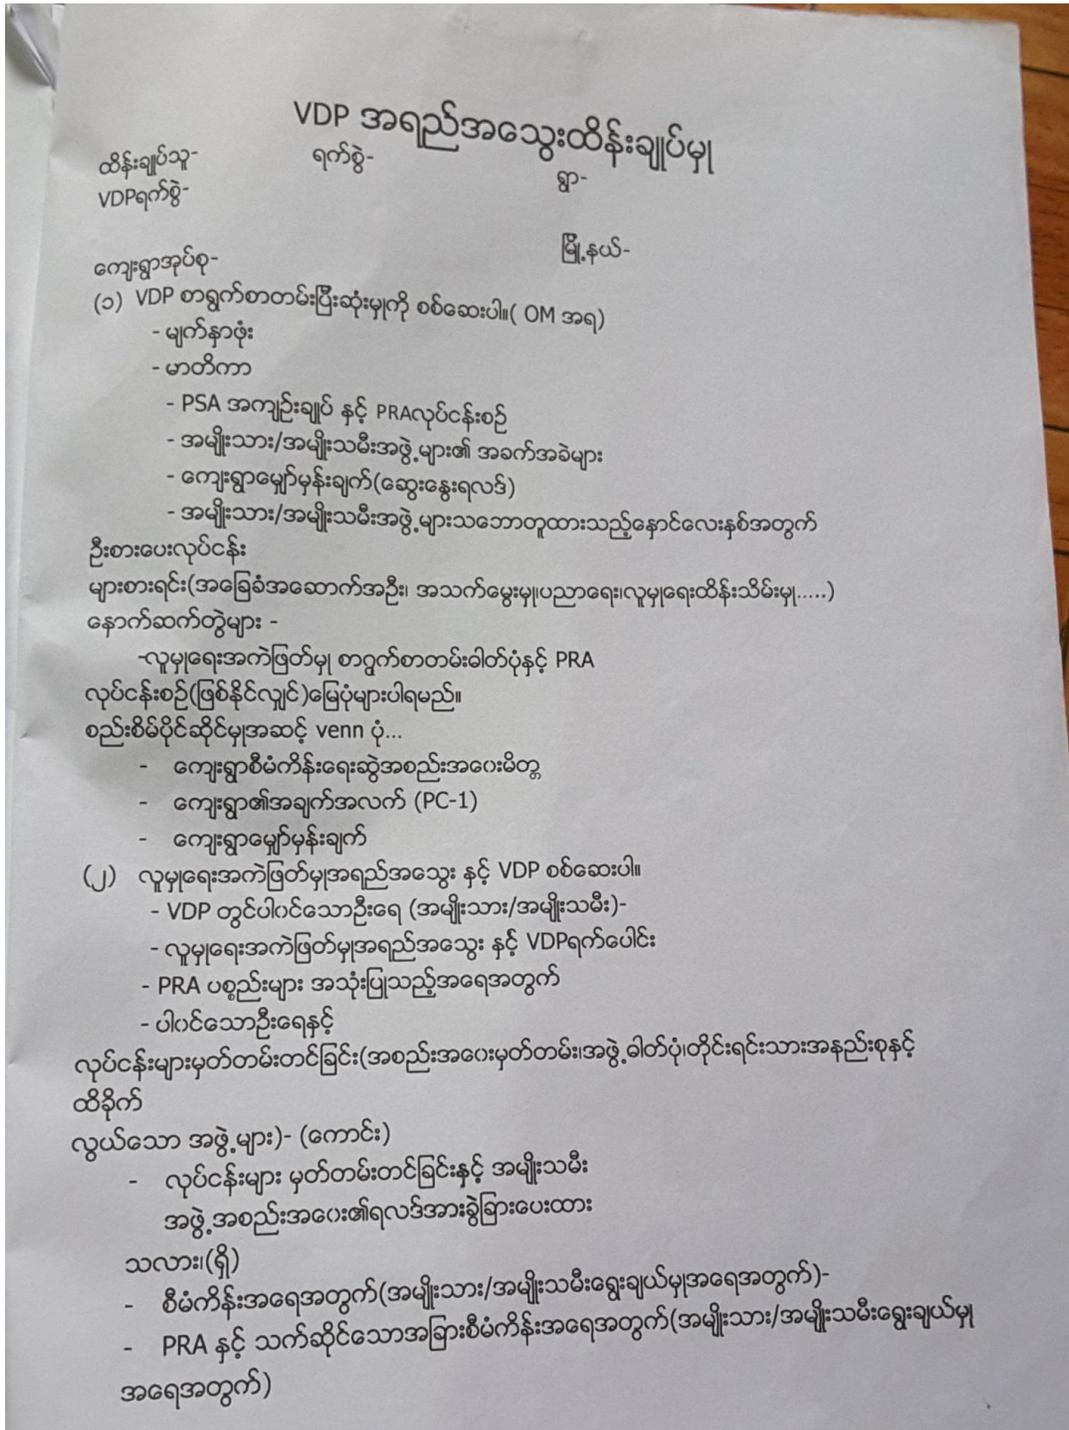 VDP အရည်အသွေးထိန်းချုပ်မှု
ထိန်းချုပ်သူ- ရက်စွဲ- ရွာ-
VDPရက်စွဲ-
ကျေးရွာအုပ်စု- မြို့နယ်-
(၁) VDP စာရွက်စာတမ်းပြီးဆုံးမှုကို စစ်ဆေးပါ။( OM အရ)
- မျက်နှာဖုံး
- မာတိကာ
- PSA အကျဉ်းချုပ် နှင့် PRAလုပ်ငန်းစဉ်
- အမျိုးသား/အမျိုးသမီးအဖွဲ့များ၏ အခက်အခဲများ
- ကျေးရွာမျှော်မှန်းချက်(ဆွေးနွေးရလဒ်)
- အမျိုးသား/အမျိုးသမီးအဖွဲ့များသဘောတူထားသည့်နှောင်လေးနှစ်အတွက်
ဦးစားပေးလုပ်ငန်း
များစားရင်း(အခြေခံအဆောက်အဦး၊ အသက်မွေးမှု၊ပညာရေး၊လူမှုရေးထိန်းသိမ်းမှု.....)
နောက်ဆက်တွဲများ -
-လူမှုရေးအကဲဖြတ်မှု စာဂွက်စာတမ်းဓါတ်ပုံနှင့် PRA
လုပ်ငန်းစဉ်(ဖြစ်နိုင်လျှင်)မြေပုံများပါရမည်။
စည်းစိမ်ပိုင်ဆိုင်မှုအဆင့် venn ပုံ...
- ကျေးရွာစီမံကိန်းရေးဆွဲအစည်းအဝေးမိတ္တ
- ကျေးရွာ၏အချက်အလက် (PC-1)
- ကျေးရွာမျှော်မှန်းချက်
(၂) လူမှုရေးအကဲဖြတ်မှုအရည်အသွေး နှင့် VDP စစ်ဆေးပါ။
- VDP တွင်ပါဝင်သောဦးရေ (အမျိုးသား/အမျိုးသမီး)-
- လူမှုရေးအကဲဖြတ်မှုအရည်အသွေး နှင့် VDPရက်ပေါင်း
- PRA ပစ္စည်းများ အသုံးပြုသည့်အရေအတွက်
- ပါဝင်သောဦးရေနှင့်
လုပ်ငန်းများမှတ်တမ်းတင်ခြင်း(အစည်းအဝေးမှတ်တမ်း၊အဖွဲ့ဓါတ်ပုံ၊တိုင်းရင်းသားအနည်းစုနှင့်
ထိခိုက်
လွယ်သော အဖွဲ့များ)- (ကောင်း)
- လုပ်ငန်းများ မှတ်တမ်းတင်ခြင်းနှင့် အမျိုးသမီး
အဖွဲ့အစည်းအဝေး၏ရလဒ်အားခွဲခြားပေးထား
သလား၊(ရှိ)
- စီမံကိန်းအရေအတွက်(အမျိုးသား/အမျိုးသမီးရွေးချယ်မှုအရေအတွက်)-
- PRA နှင့် သက်ဆိုင်သောအခြားစီမံကိန်းအရေအတွက်(အမျိုးသား/အမျိုးသမီးရွေးချယ်မှု
အရေအတွက်)